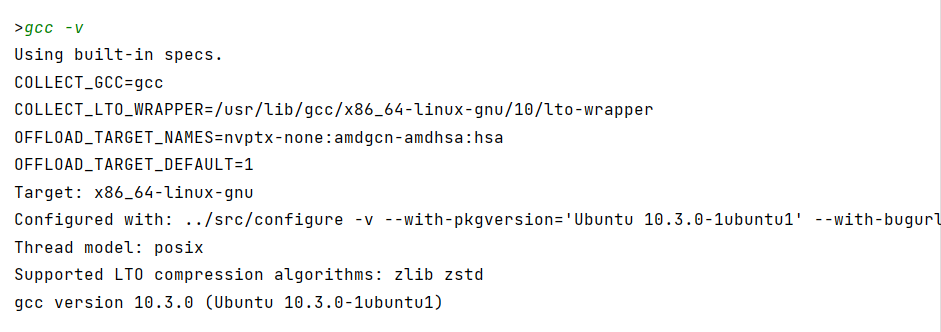 >gcc -v
Using built-in specs.
COLLECT_GCC=gcc
COLLECT_LTO_WRAPPER=/usr/lib/gcc/x86_64-linux-gnu/10/lto-wrapper
OFFLOAD_TARGET_NAMES=nvptx-none:amdgcn-amdhsa:hsa
OFFLOAD_TARGET_DEFAULT=1
Target: x86_64-linux-gnu
Configured with: ../src/configure -v --with-pkgversion='Ubuntu 10.3.0-1ubuntu1' --with-bugurl
Thread model: posix
Supported LTO compression algorithms: zlib zstd
gcc version 10.3.0 (Ubuntu 10.3.0-1ubuntu1)